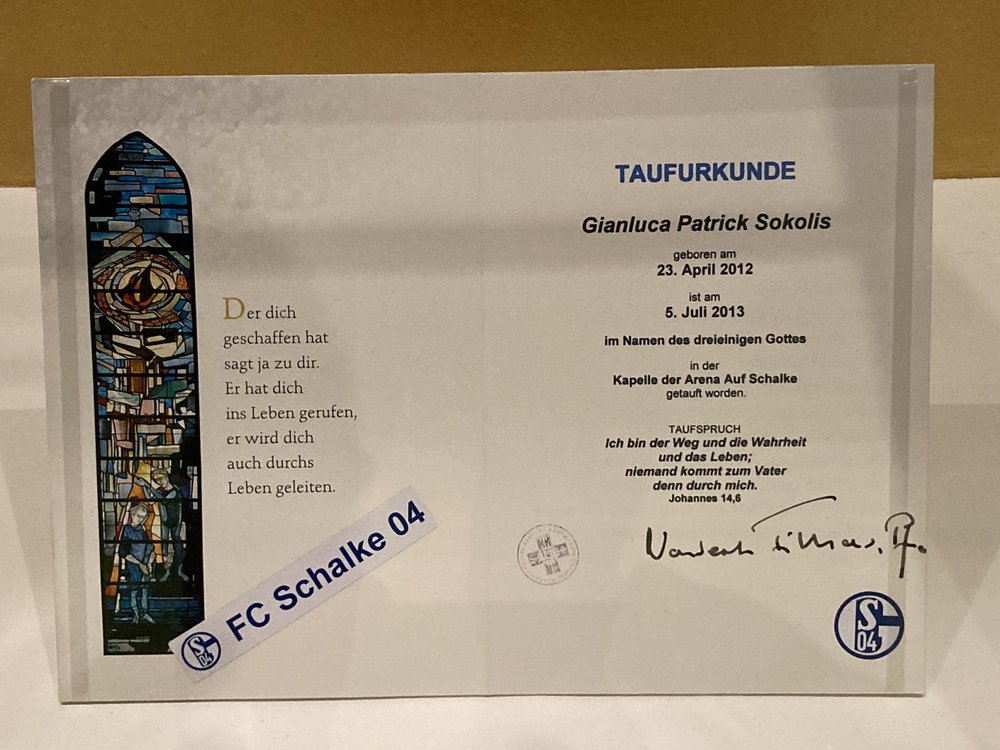 Der dich
geschaffen hat
sagt ja zu dir.
Er hat dich
ins Leben gerufen,
er wird dich
auch durchs
Leben geleiten.
S
04
FC Schalke 04
TAUFURKUNDE
Gianluca Patrick Sokolis
geboren am
23. April 2012
ist am
5. Juli 2013
im Namen des dreieinigen Gottes
in der
Kapelle der Arena Auf Schalke
getauft worden.
TAUFSPRUCH
Ich bin der Weg und die Wahrheit
und das Leben;
niemand kommt zum Vater
denn durch mich.
Johannes 14,6
S
04